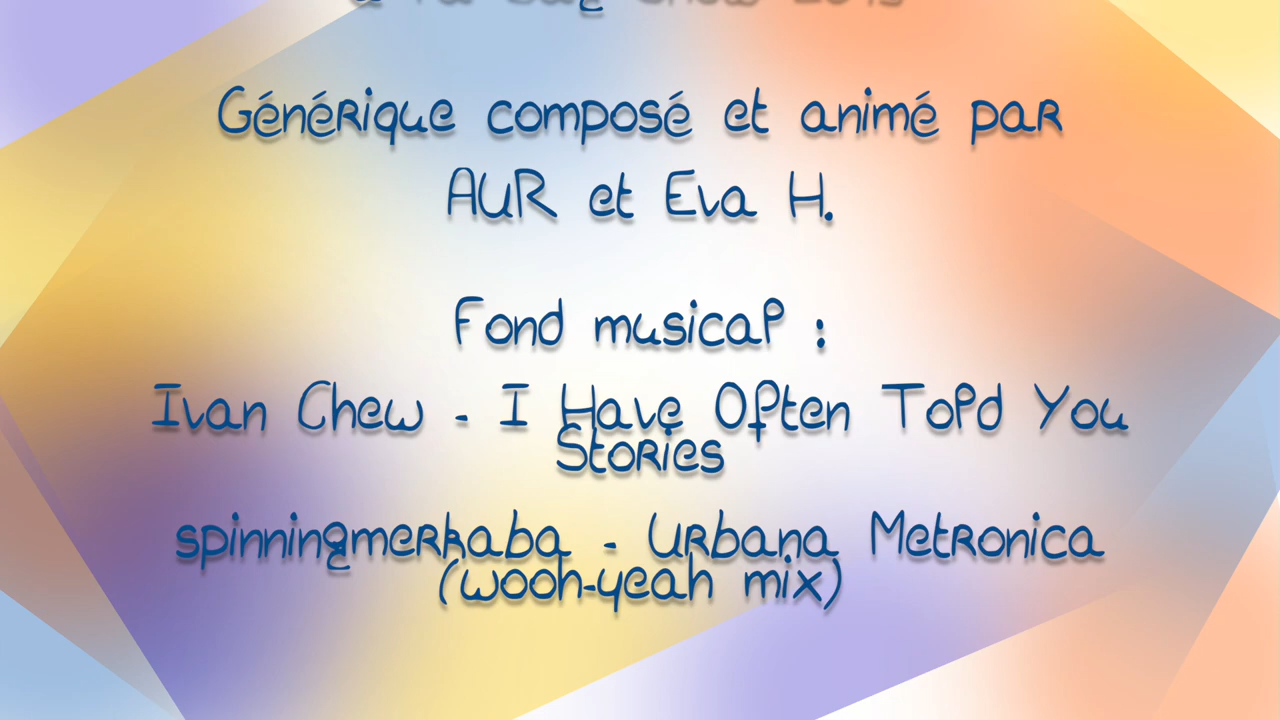 Générique composé et animé par
AUR et Eva H.
Fond musical :
Ivan Chew - I Have Often Told You
Stories
spinningmerkaba - Urbana Metronica
(wooh-yeah mix)